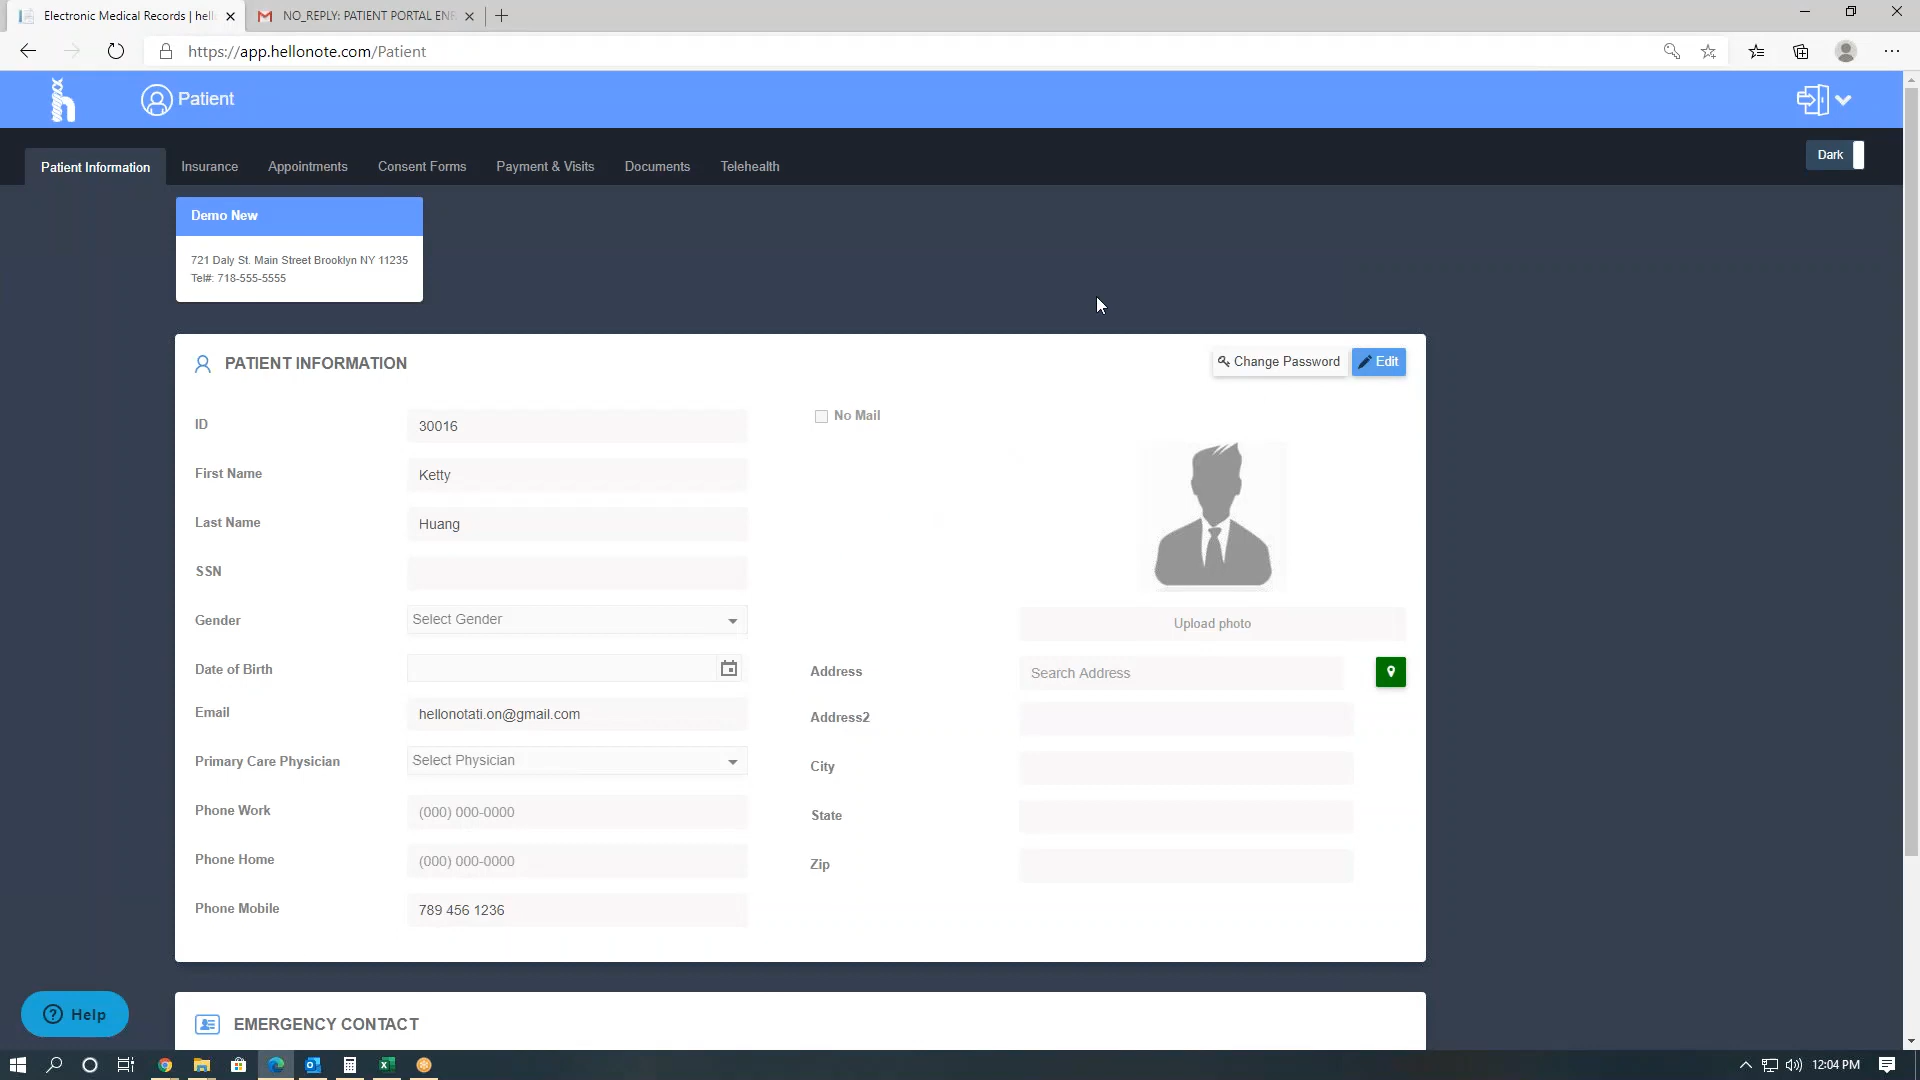 Electronic Medical Records | hell
NO_REPLY: PATIENT PORTAL ENR
https://app.hellonote.com/Patient
h
Patient
Patient Information
Insurance
Appointments
Consent Forms
Payment & Visits
Documents
Telehealth
Dark
Demo New
721 Daly St. Main Street Brooklyn NY 11235
Tel#: 718-555-5555
PATIENT INFORMATION
Change Password
Edit
ID
30016
No Mail
First Name
Ketty
Last Name
Huang
SSN
Gender
Select Gender
Upload photo
Date of Birth
Address
Search Address
Email
hellonotati.on@gmail.com
Address2
Primary Care Physician
Select Physician
City
Phone Work
(000) 000-0000
State
Phone Home
(000) 000-0000
Zip
Phone Mobile
789 456 1236
Help
EMERGENCY CONTACT
12:04 PM